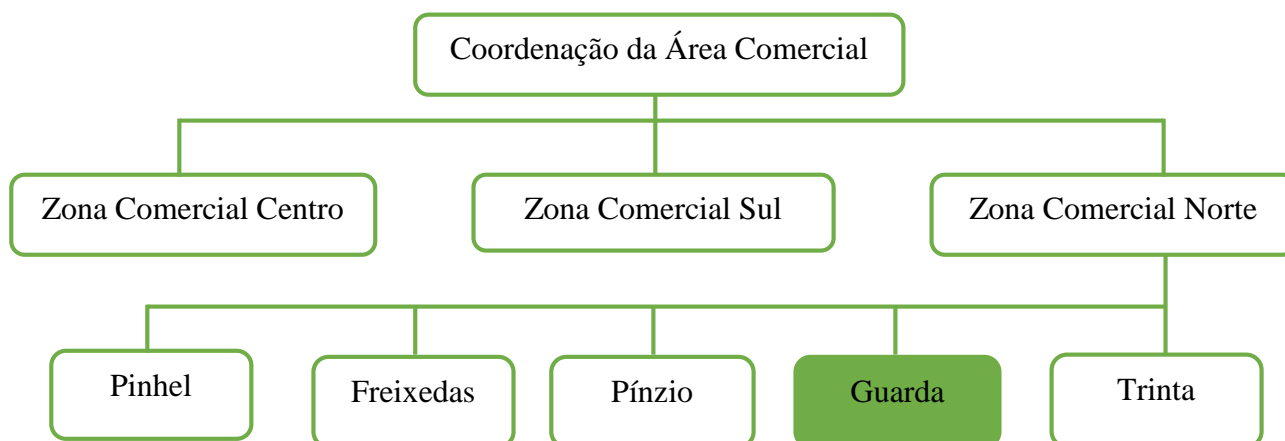 Coordenação da Área Comercial
Zona Comercial Centro
Zona Comercial Sul
Zona Comercial Norte
Pinhel
Freixedas
Pínzio
Guarda
Trinta